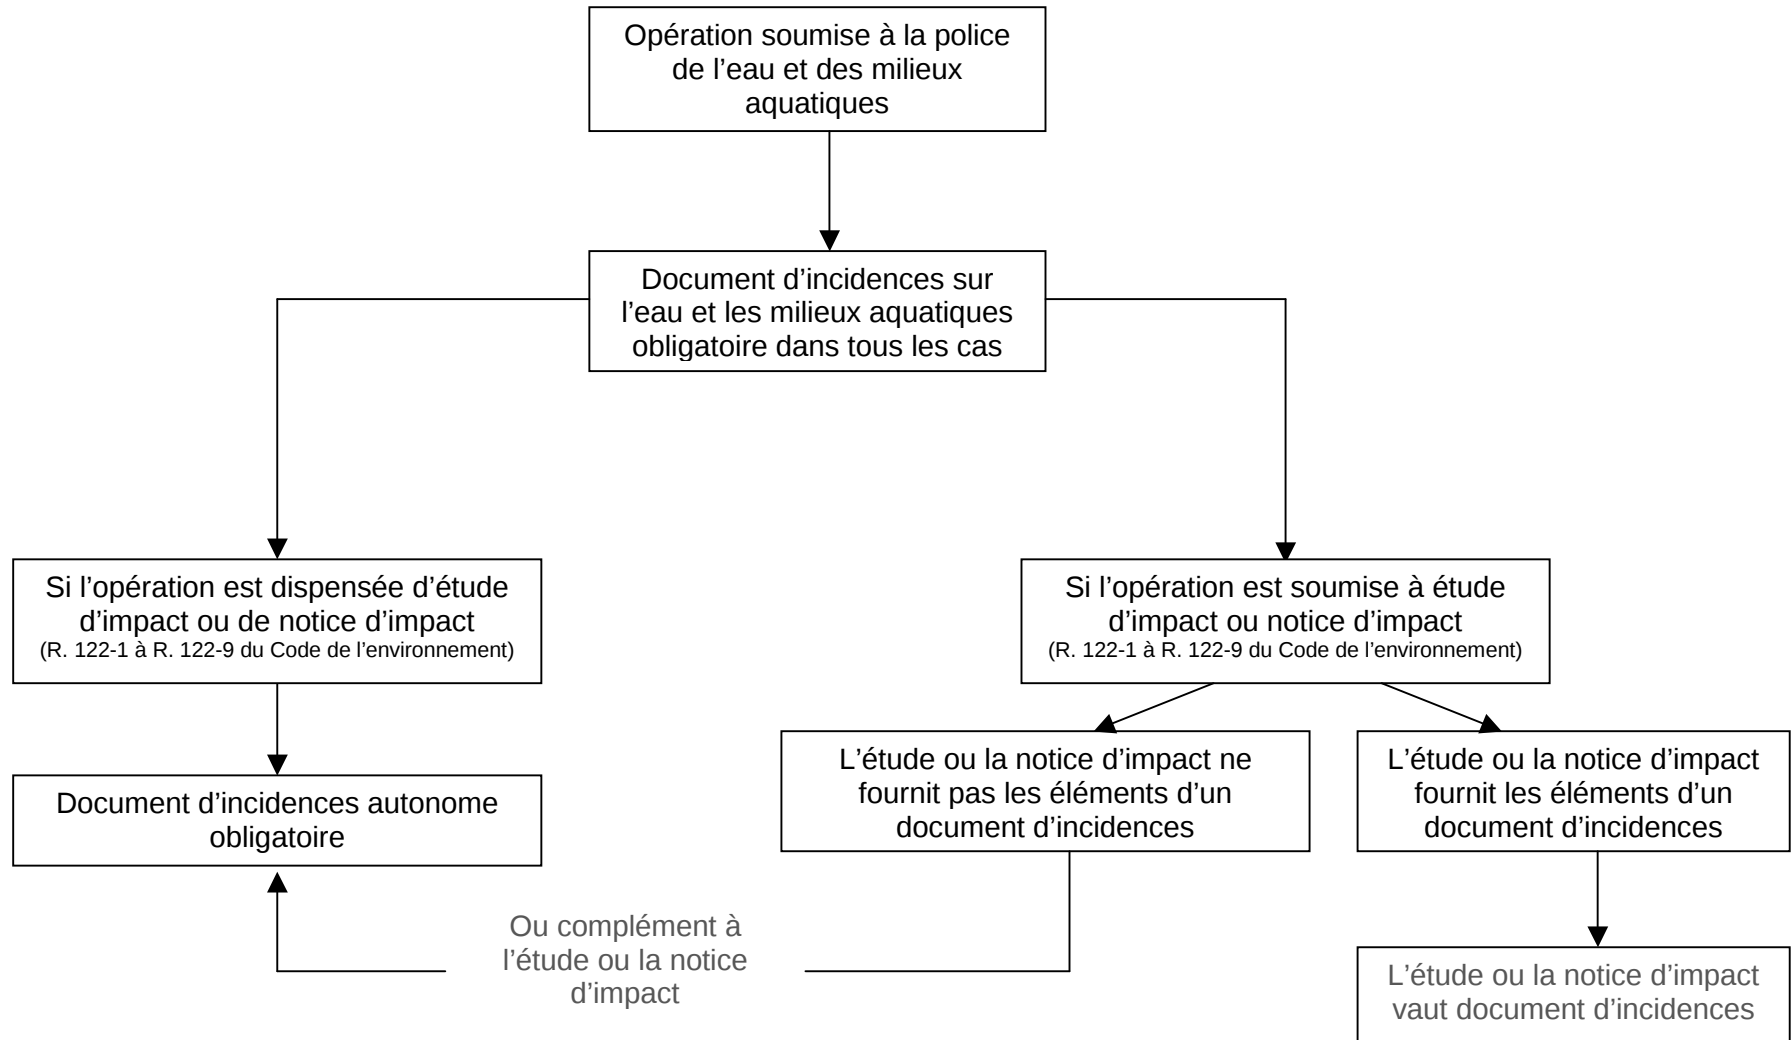 Opération soumise à la police
de l’eau et des milieux
aquatiques
Document d’incidences sur
l’eau et les milieux aquatiques
obligatoire dans tous les cas
Si l’opération est dispensée d’étude
d’impact ou de notice d’impact
(R. 122-1 à R. 122-9 du Code de l’environnement)
Si l’opération est soumise à étude
d’impact ou notice d’impact
(R. 122-1 à R. 122-9 du Code de l’environnement)
Document d’incidences autonome
obligatoire
L’étude ou la notice d’impact ne
fournit pas les éléments d’un
document d’incidences
L’étude ou la notice d’impact
fournit les éléments d’un
document d’incidences
Ou complément à
l’étude ou la notice
d’impact
L’étude ou la notice d’impact
vaut document d’incidences